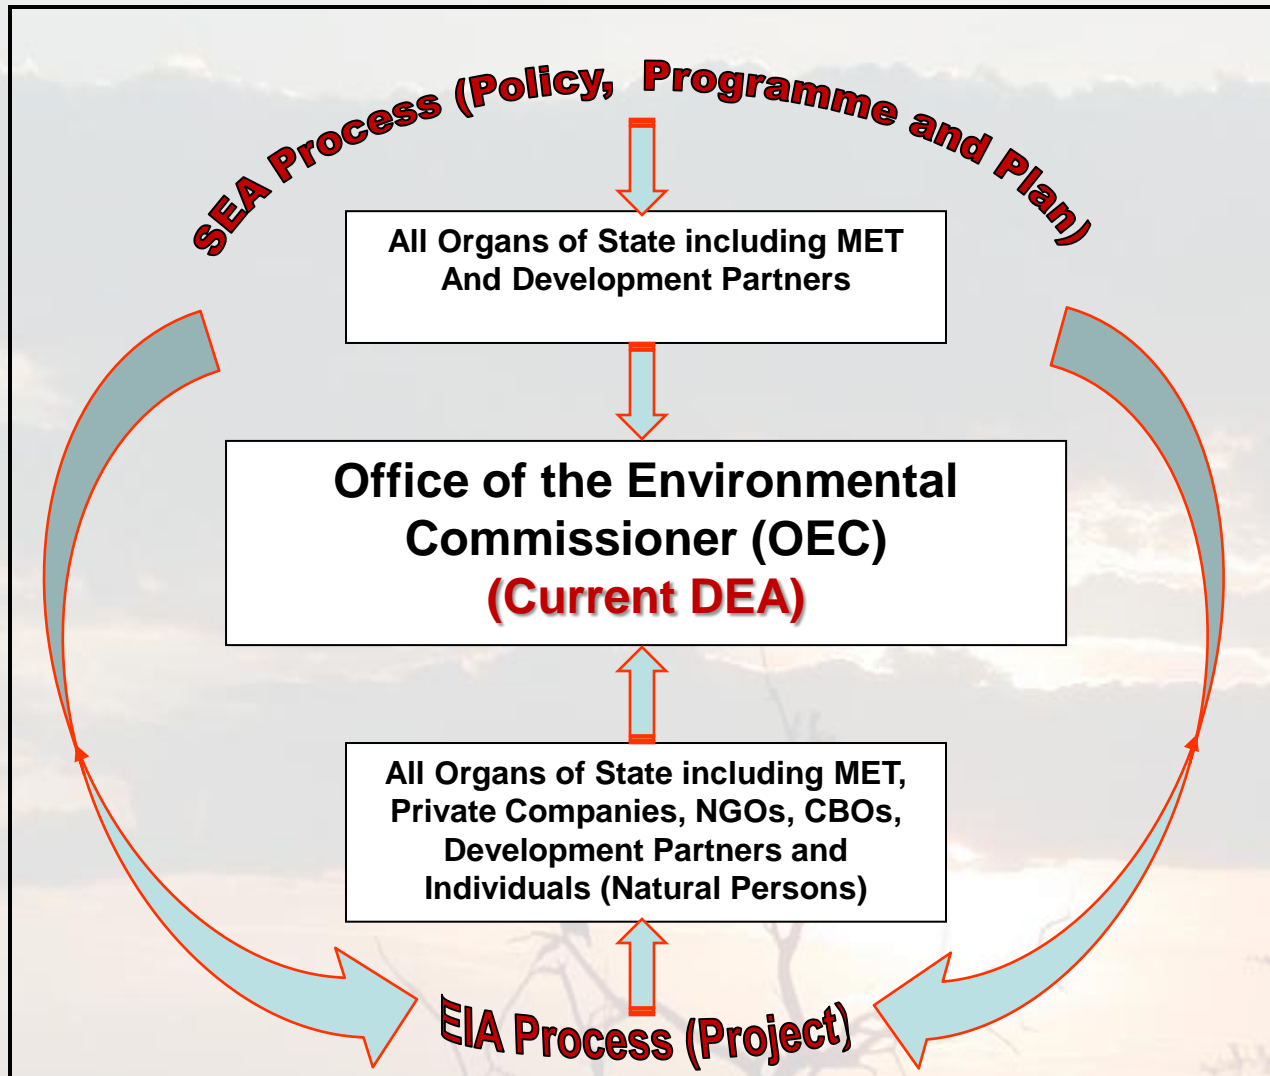 SEA Process (Policy, Programme and Plan)
All Organs of State including MET
And Development Partners
Office of the Environmental
Commissioner (OEC)
(Current DEA)
All Organs of State including MET,
Private Companies, NGOs, CBOs,
Development Partners and
Individuals (Natural Persons)
EIA Process (Project)